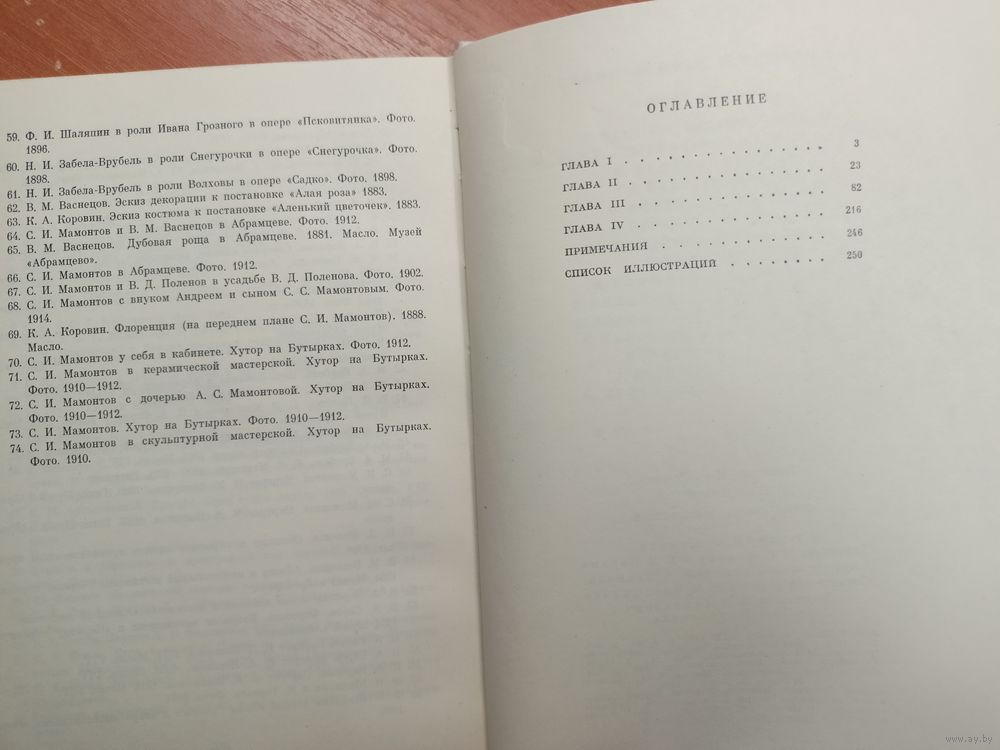 59. Ф. И. Шаляпин в роли Ивана Грозного в опере «Псковитянка». Фото.
1896.
60. Н. И. Забела-Врубель в роли Снегурочки в опере «Снегурочка». Фото.
1898.
61. Н. И. Забела-Врубель в роли Волховы в опере «Садко». Фото. 1898.
62. В. М. Васнецов. Эскиз декорации к постановке «Алая роза» 1883.
63. К. А. Коровин. Эскиз костюма к постановке «Аленький цветочек». 1883.
64. С. И. Мамонтов и В. М. Васнецов в Абрамцеве. Фото. 1912.
65. В. М. Васнецов. Дубовая роща в Абрамцеве. 1881. Масло. Музей
«Абрамцево».
66. С. И. Мамонтов в Абрамцеве. Фото. 1912.
67. С. И. Мамонтов и В. Д. Поленов в усадьбе В. Д. Поленова. Фото. 1902.
68. С. И. Мамонтов с внуком Андреем и сыном С. С. Мамонтовым. Фото.
1914.
69. К. А. Коровин. Флоренция (на переднем плане С. И. Мамонтов). 1888.
Масло.
70. С. И. Мамонтов у себя в кабинете. Хутор на Бутырках. Фото. 1912.
71. С. И. Мамонтов в керамической мастерской. Хутор на Бутырках.
Фото. 1910—1912.
72. С. И. Мамонтов с дочерью А. С. Мамонтовой. Хутор на Бутырках.
Фото. 1910—1912.
73. С. И. Мамонтов. Хутор на Бутырках. Фото. 1910—1912.
74. С. И. Мамонтов в скульптурной мастерской. Хутор на Бутырках.
Фото. 1910.
ОГЛАВЛЕНИЕ
ГЛАВА I . . . . . . . . . . . . . . . . 3
ГЛАВА II . . . . . . . . . . . . . . . 23
ГЛАВА III . . . . . . . . . . . . . . 82
ГЛАВА IV . . . . . . . . . . . . . . 216
ПРИМЕЧАНИЯ . . . . . . . . . . . . . 246
СПИСОК ИЛЛЮСТРАЦИЙ . . . . . . . . 250
www.ay.by